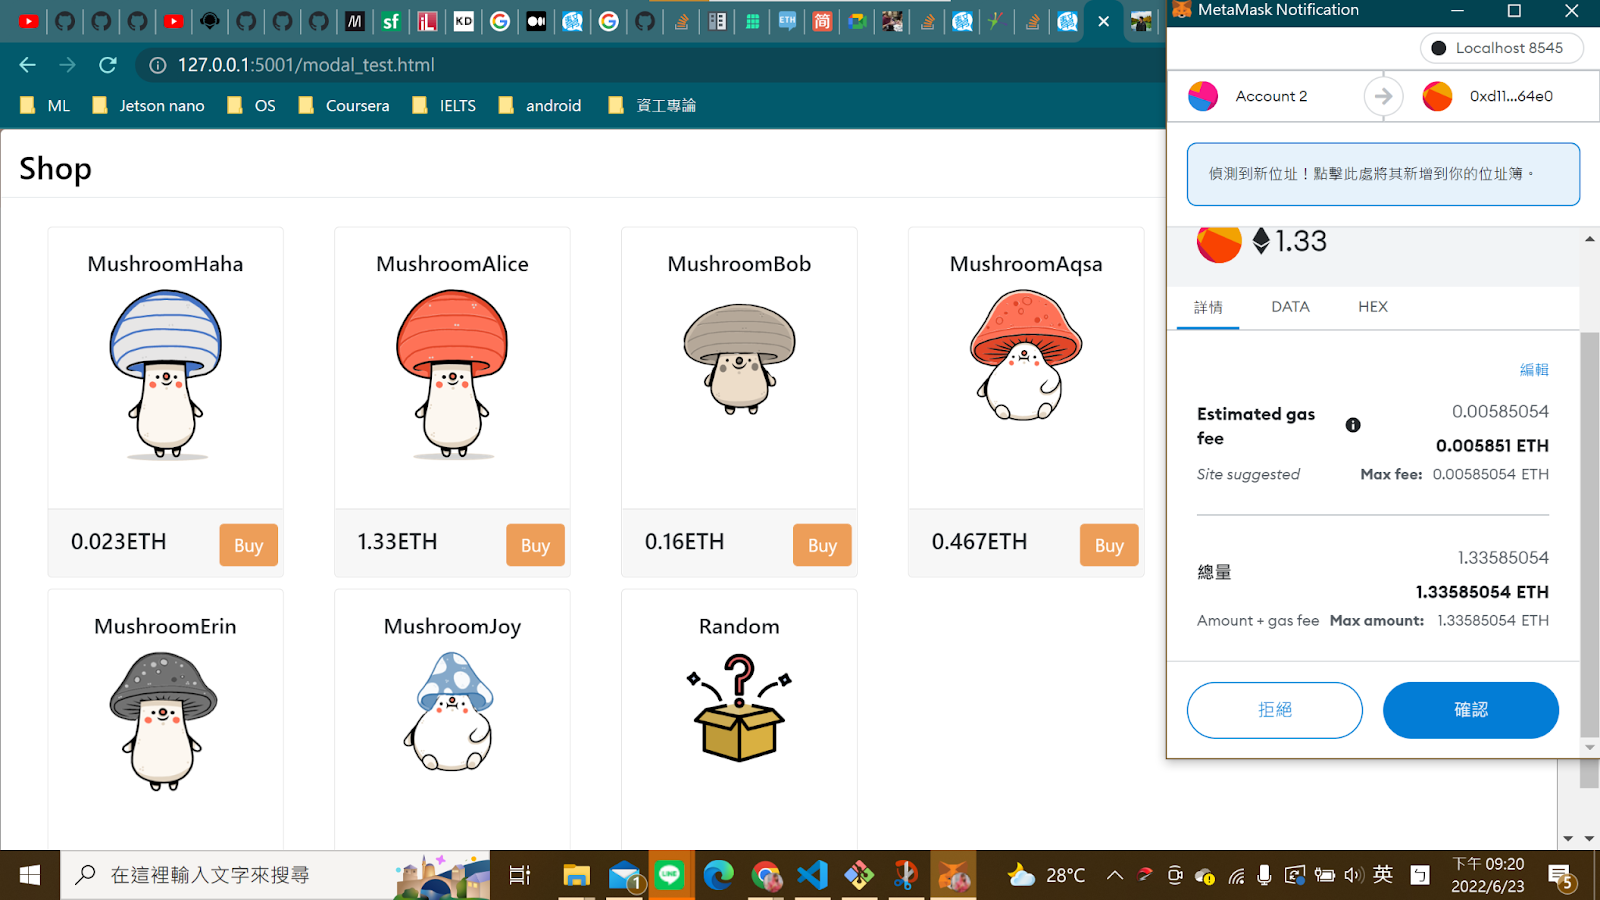 MetaMask Notification
127.0.0.1:5001/modal_test.html
Localhost 8545
ML
Jetson nano
OS
Coursera
IELTS
android
資工專論
Account 2
0xd11...64e0
Shop
偵測到新位址！點擊此處將其新增到你的位址簿。
1.33
MushroomHaha
MushroomAlice
MushroomBob
MushroomAqsa
詳情
DATA
HEX
編輯
Estimated gas fee
0.00585054
0.005851 ETH
Site suggested
Max fee: 0.00585054 ETH
0.023ETH
Buy
1.33ETH
Buy
0.16ETH
Buy
0.467ETH
Buy
總量
1.33585054
1.33585054 ETH
Amount + gas fee
Max amount: 1.33585054 ETH
MushroomErin
MushroomJoy
Random
拒絕
確認
在這裡輸入文字來搜尋
1
28°C
英
ㄅ
下午 09:20
2022/6/23
5